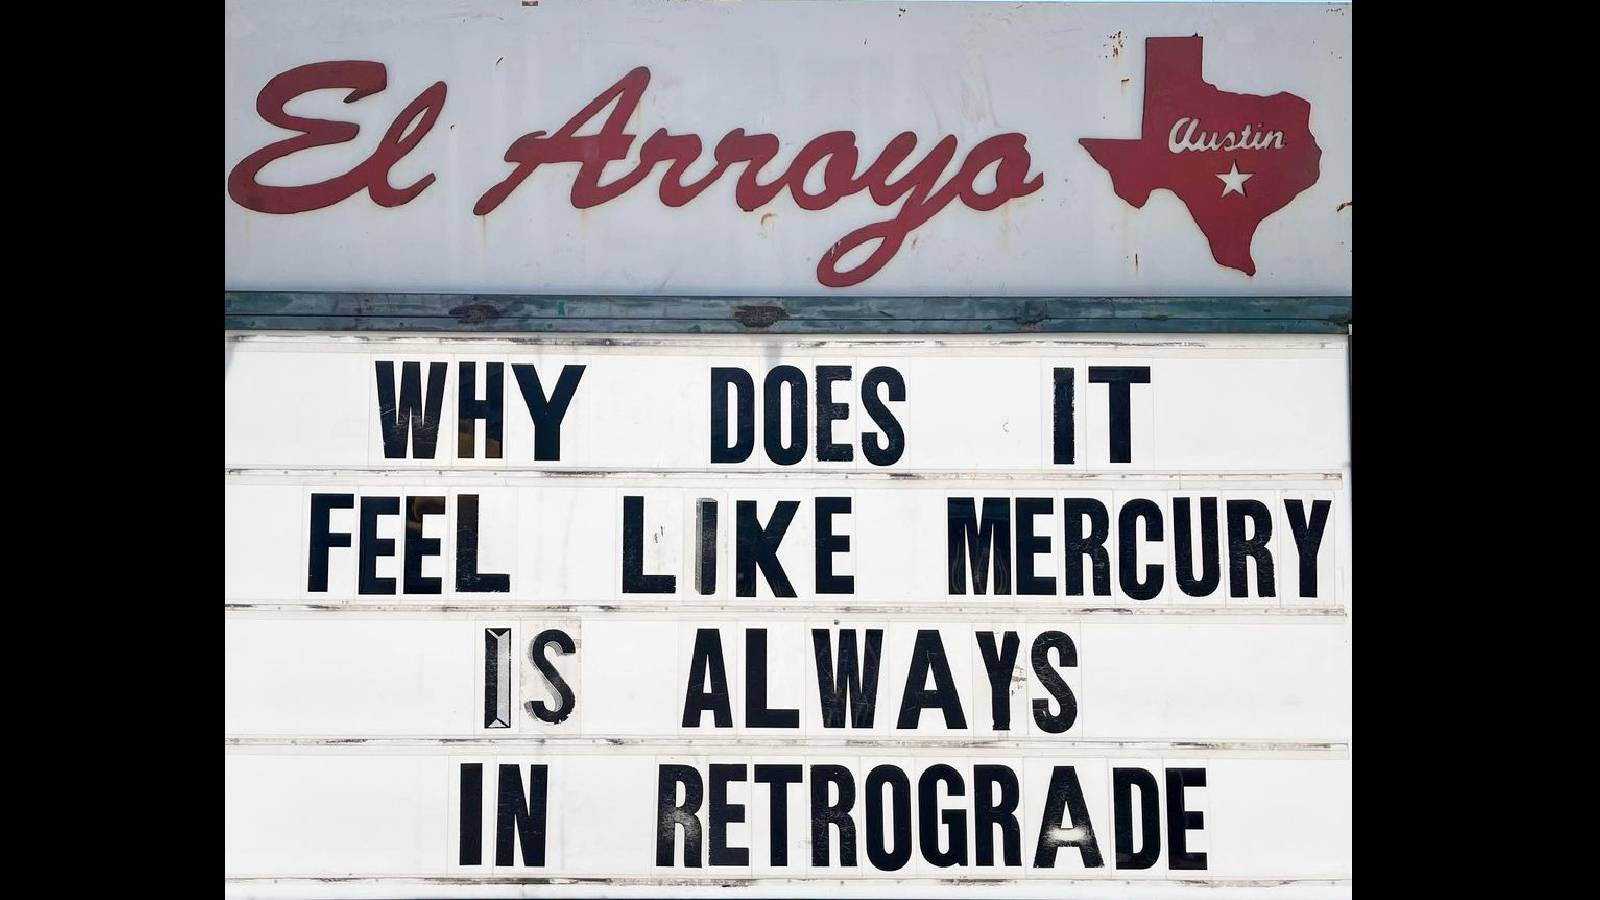 El Arroyo
Austin
WHY DOES IT
FEEL LIKE MERCURY
IS ALWAYS
IN RETROGRADE